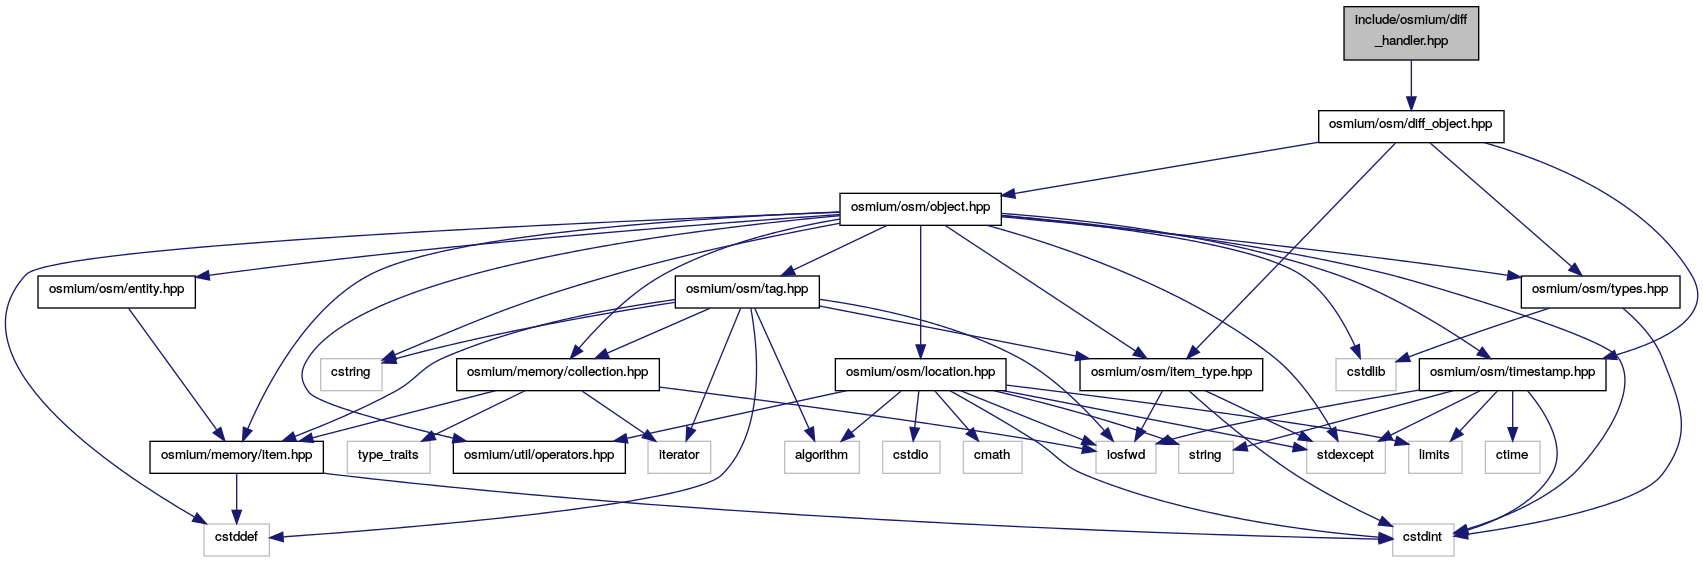 include/osmium/diff
_handler.hpp
osmium/osm/diff_object.hpp
osmium/osm/object.hpp
osmium/osm/entity.hpp
osmium/osm/tag.hpp
osmium/osm/types.hpp
cstring
osmium/memory/collection.hpp
osmium/osm/location.hpp
osmium/osm/item_type.hpp
cstdlib
osmium/osm/timestamp.hpp
osmium/memory/item.hpp
type_traits
osmium/util/operators.hpp
iterator
algorithm
cstdio
cmath
iosfwd
string
stdexcept
limits
ctime
cstddef
cstdint